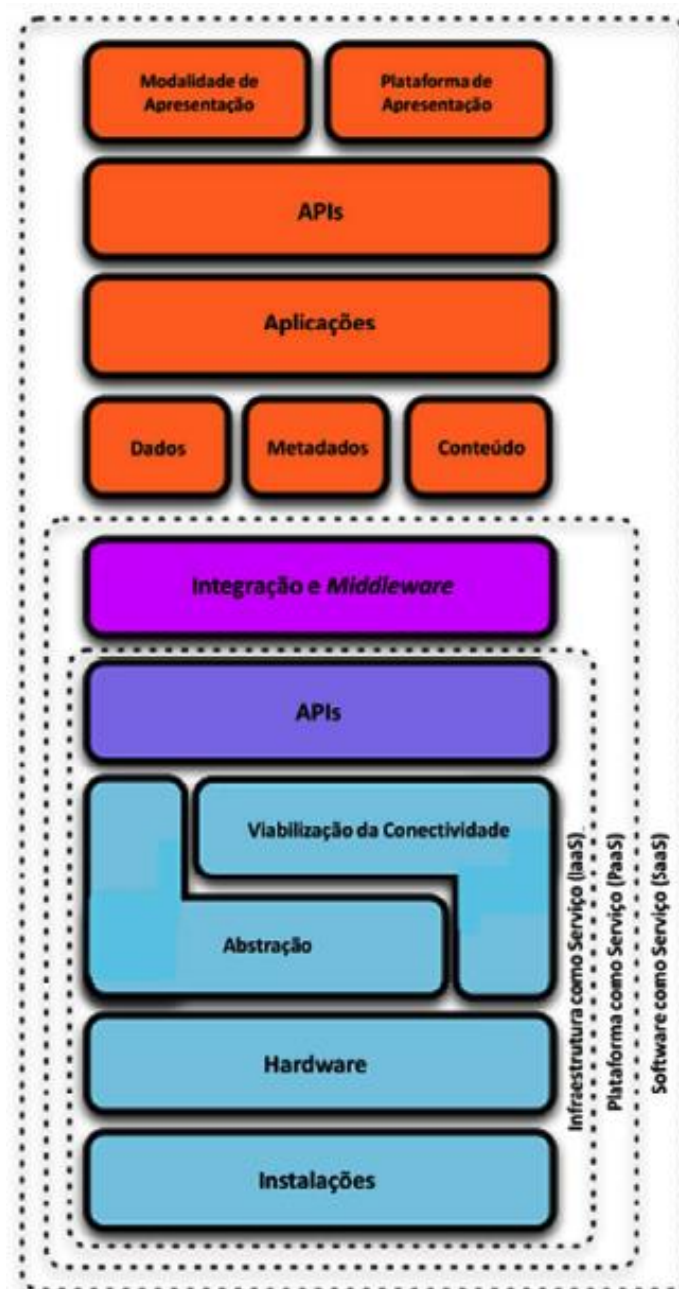 Modalidade de
Apresentação
Plataforma de
Apresentação
APIs
Aplicações
Dados
Metadados
Conteúdo
Integração e Middleware
APIs
Viabilização da Conectividade
Abstração
Hardware
Instalações
Infraestrutura como Serviço (IaaS)
Plataforma como Serviço (PaaS)
Software como Serviço (SaaS)